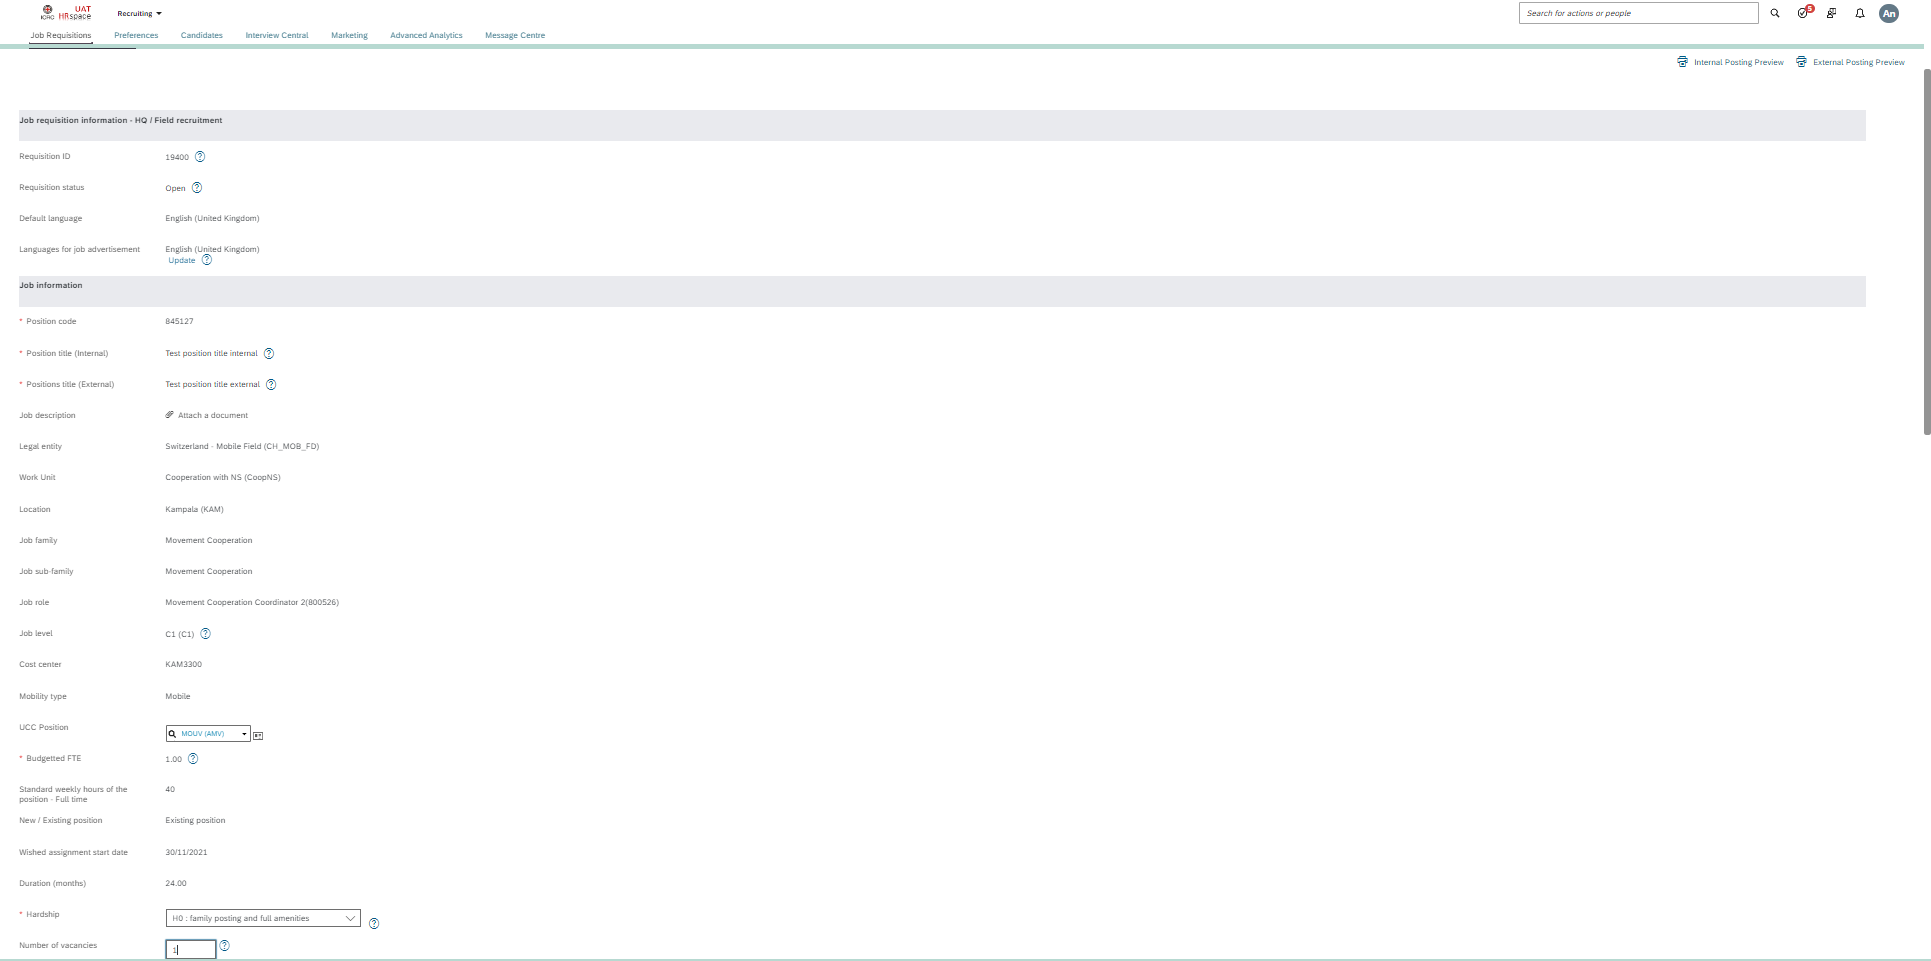 ICRC UAT HRspace Recruiting Search for actions or people 5 An
Job Requisitions Preferences Candidates Interview Central Marketing Advanced Analytics Message Centre
Internal Posting Preview External Posting Preview
Job requisition information - HQ / Field recruitment
Requisition ID 19400
Requisition status Open
Default language English (United Kingdom)
Languages for job advertisement English (United Kingdom)
Update
Job information
* Position code 845127
* Position title (Internal) Test position title internal
* Positions title (External) Test position title external
Job description Attach a document
Legal entity Switzerland - Mobile Field (CH_MOB_FD)
Work Unit Cooperation with NS (CoopNS)
Location Kampala (KAM)
Job family Movement Cooperation
Job sub-family Movement Cooperation
Job role Movement Cooperation Coordinator 2(800526)
Job level C1 (C1)
Cost center KAM3300
Mobility type Mobile
UCC Position MOUV (AMV)
* Budgetted FTE 1.00
Standard weekly hours of the 40
position - Full time
New / Existing position Existing position
Wished assignment start date 30/11/2021
Duration (months) 24.00
* Hardship H0 : family posting and full amenities
Number of vacancies 1